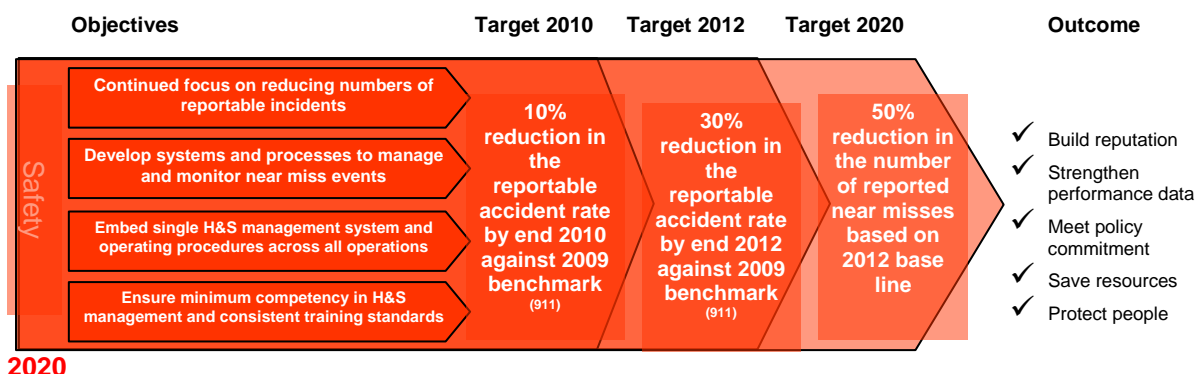 Objectives
Target 2010
Target 2012
Target 2020
Outcome
Safety
Continued focus on reducing numbers of
reportable incidents
Develop systems and processes to manage
and monitor near miss events
Embed single H&S management system and
operating procedures across all operations
Ensure minimum competency in H&S
management and consistent training standards
10%
reduction in
the
reportable
accident rate
by end 2010
against 2009
benchmark
(911)
30%
reduction in
the
reportable
accident rate
by end 2012
against 2009
benchmark
(911)
50%
reduction in
the number
of reported
near misses
based on
2012 base
line
✓ Build reputation
✓ Strengthen
performance data
✓ Meet policy
commitment
✓ Save resources
✓ Protect people
2020